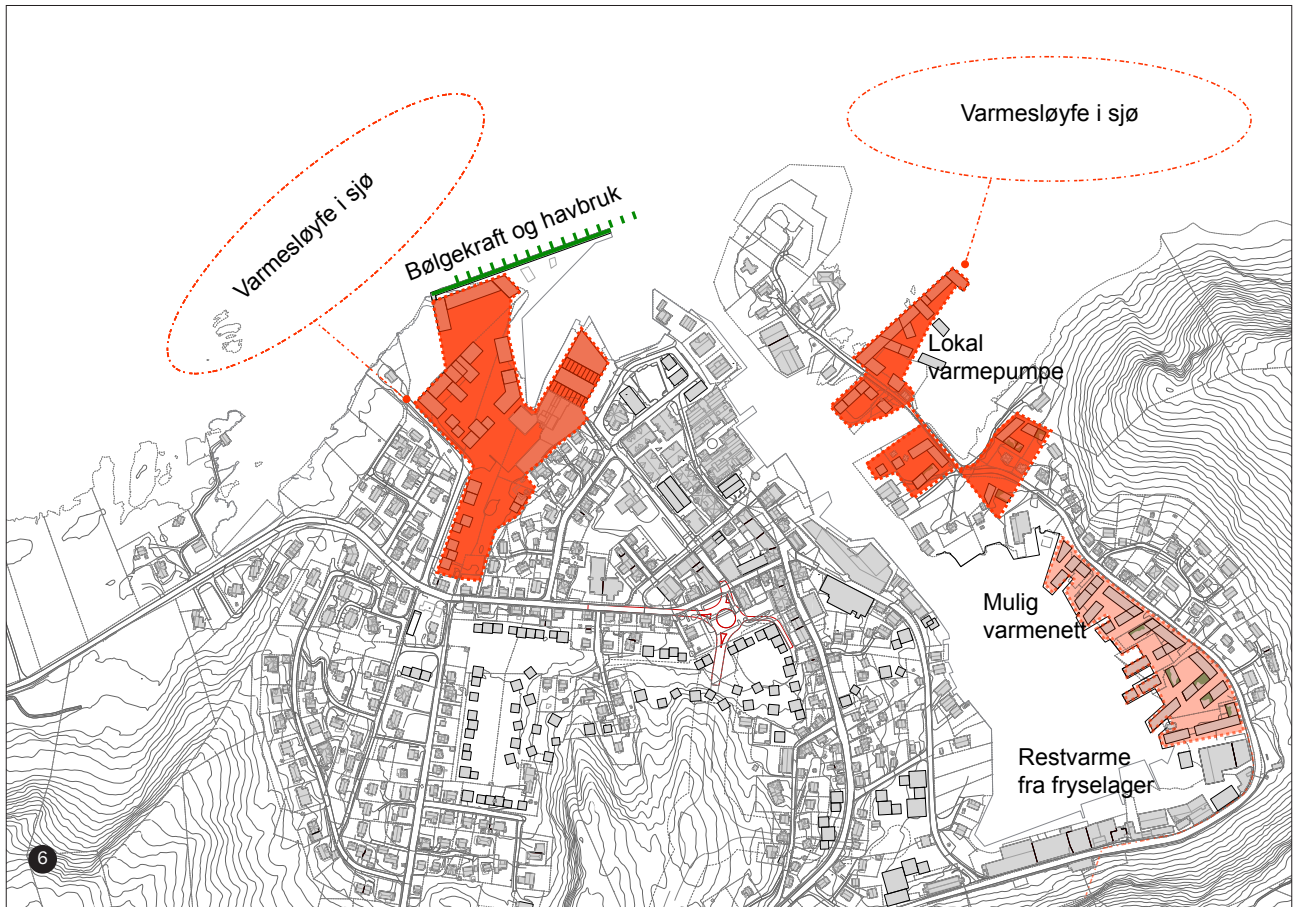 Varmesløyfe i sjø
Varmesløyfe i sjø
Bølgekraft og havbruk
Lokal
varmepumpe
Mulig
varmenett
Restvarme
fra fryselager
6